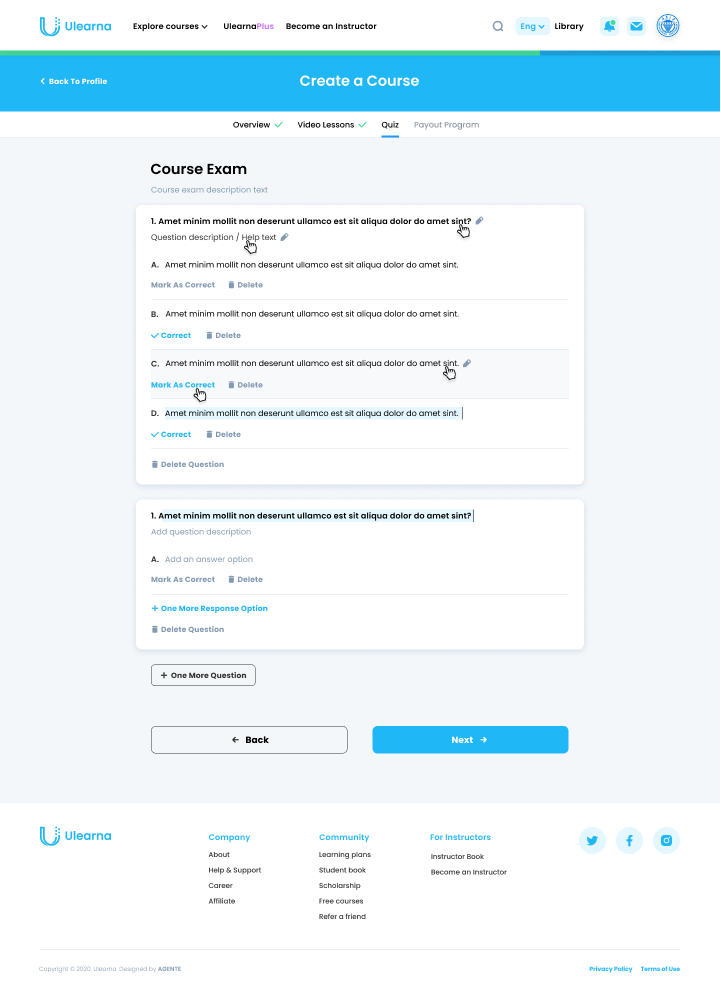 Ulearna
Explore courses
UlearnaPlus
Become an Instructor
Eng
Library
Back To Profile
Create a Course
Overview
Video Lessons
Quiz
Payout Program
Course Exam
Course exam description text
1. Amet minim mollit non deserunt ullamco est sit aliqua dolor do amet sint?
Question description / Help text
A. Amet minim mollit non deserunt ullamco est sit aliqua dolor do amet sint.
Mark As Correct Delete
B. Amet minim mollit non deserunt ullamco est sit aliqua dolor do amet sint.
Correct Delete
C. Amet minim mollit non deserunt ullamco est sit aliqua dolor do amet sint.
Mark As Correct Delete
D. Amet minim mollit non deserunt ullamco est sit aliqua dolor do amet sint.
Correct Delete
Delete Question
1. Amet minim mollit non deserunt ullamco est sit aliqua dolor do amet sint?
Add question description
A. Add an answer option
Mark As Correct Delete
+ One More Response Option
Delete Question
+ One More Question
← Back
Next →
Ulearna
Company
About
Help & Support
Career
Affiliate
Community
Learning plans
Student book
Scholarship
Free courses
Refer a friend
For Instructors
Instructor Book
Become an Instructor
Copyright © 2020. Ulearna. Designed by AGENTE
Privacy Policy
Terms of Use